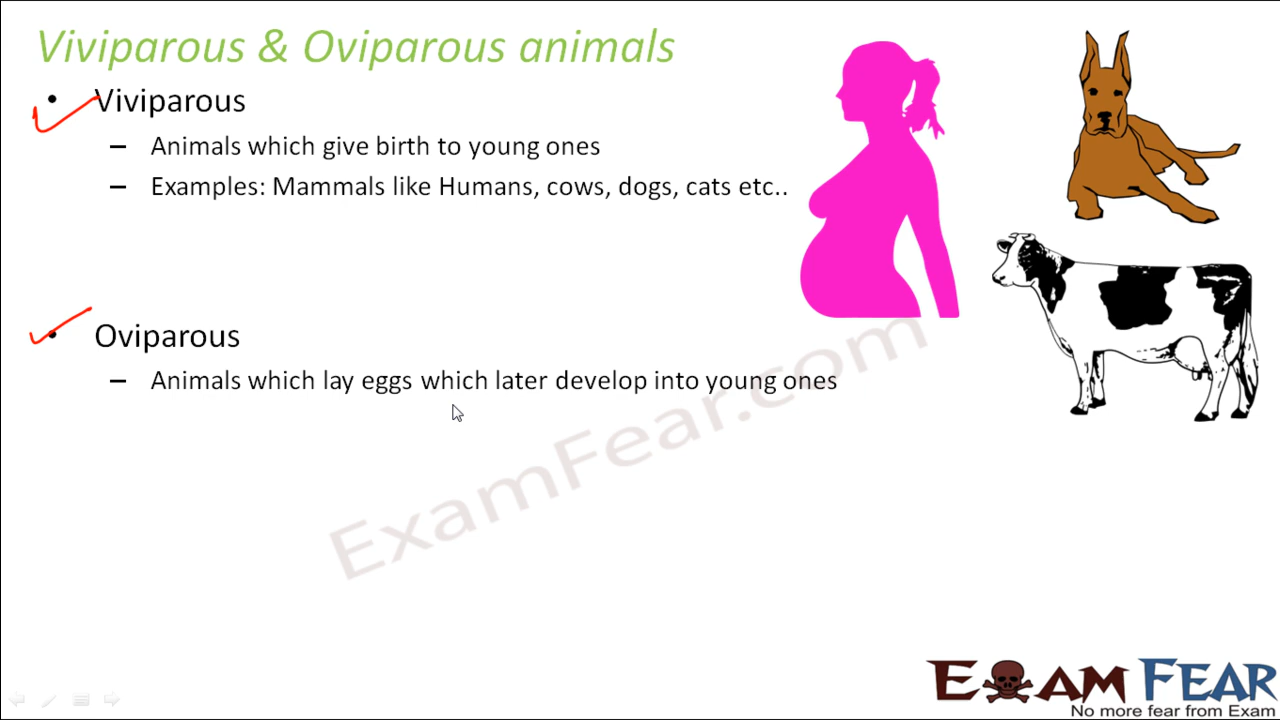 Viviparous & Oviparous animals
• Viviparous
– Animals which give birth to young ones
– Examples: Mammals like Humans, cows, dogs, cats etc..
• Oviparous
– Animals which lay eggs which later develop into young ones
ExamFear.com
EXAM FEAR
No more fear from Exam